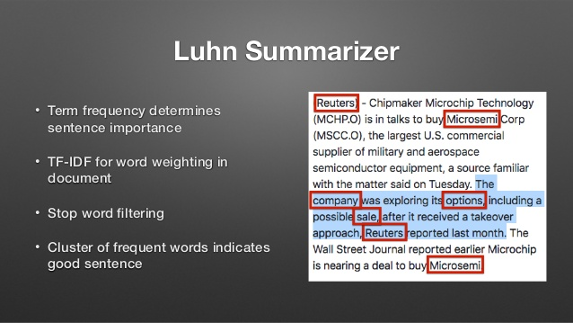 Luhn Summarizer
• Term frequency determines
sentence importance
• TF-IDF for word weighting in
document
• Stop word filtering
• Cluster of frequent words indicates
good sentence
(Reuters) - Chipmaker Microchip Technology
(MCHP.O) is in talks to buy Microsemi Corp
(MSCC.O), the largest U.S. commercial
supplier of military and aerospace
semiconductor equipment, a source familiar
with the matter said on Tuesday. The
company was exploring its options, including a
possible sale, after it received a takeover
approach, Reuters reported last month. The
Wall Street Journal reported earlier Microchip
is nearing a deal to buy Microsemi